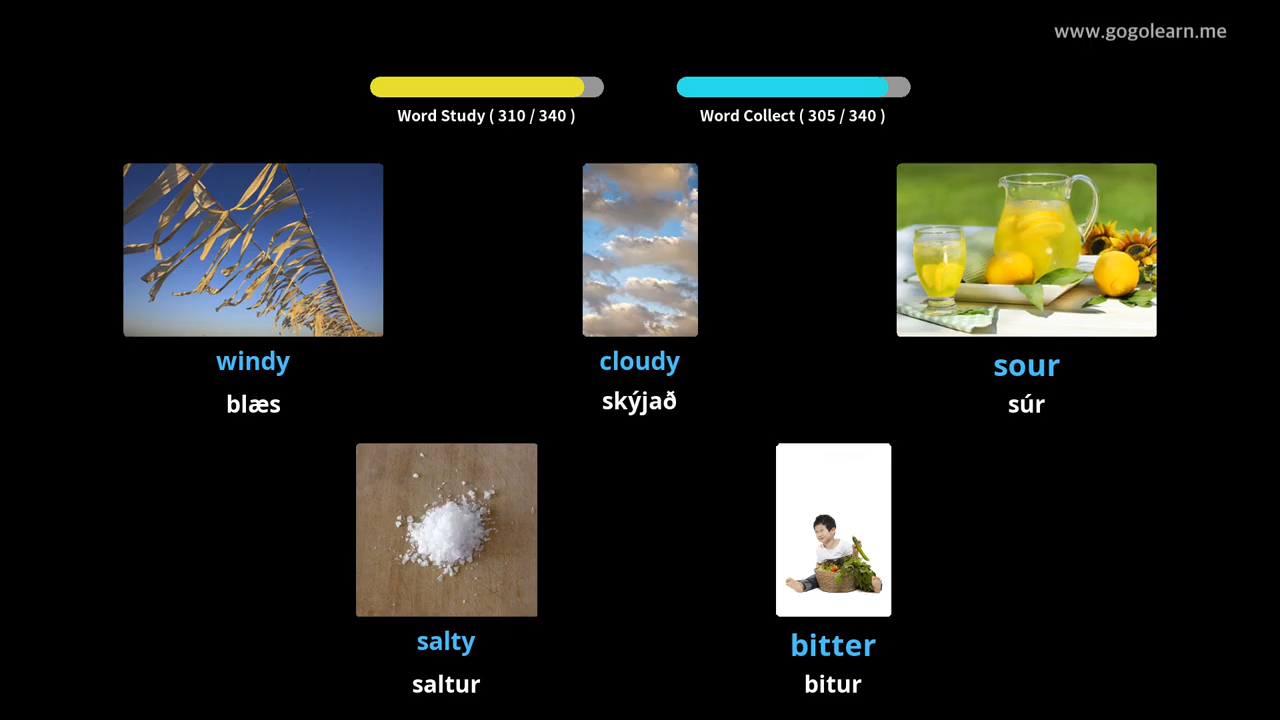 www.gogolearn.me
Word Study ( 310 / 340 )
Word Collect ( 305 / 340 )
windy
cloudy
sour
blæs
skýjað
súr
salty
bitter
saltur
bitur